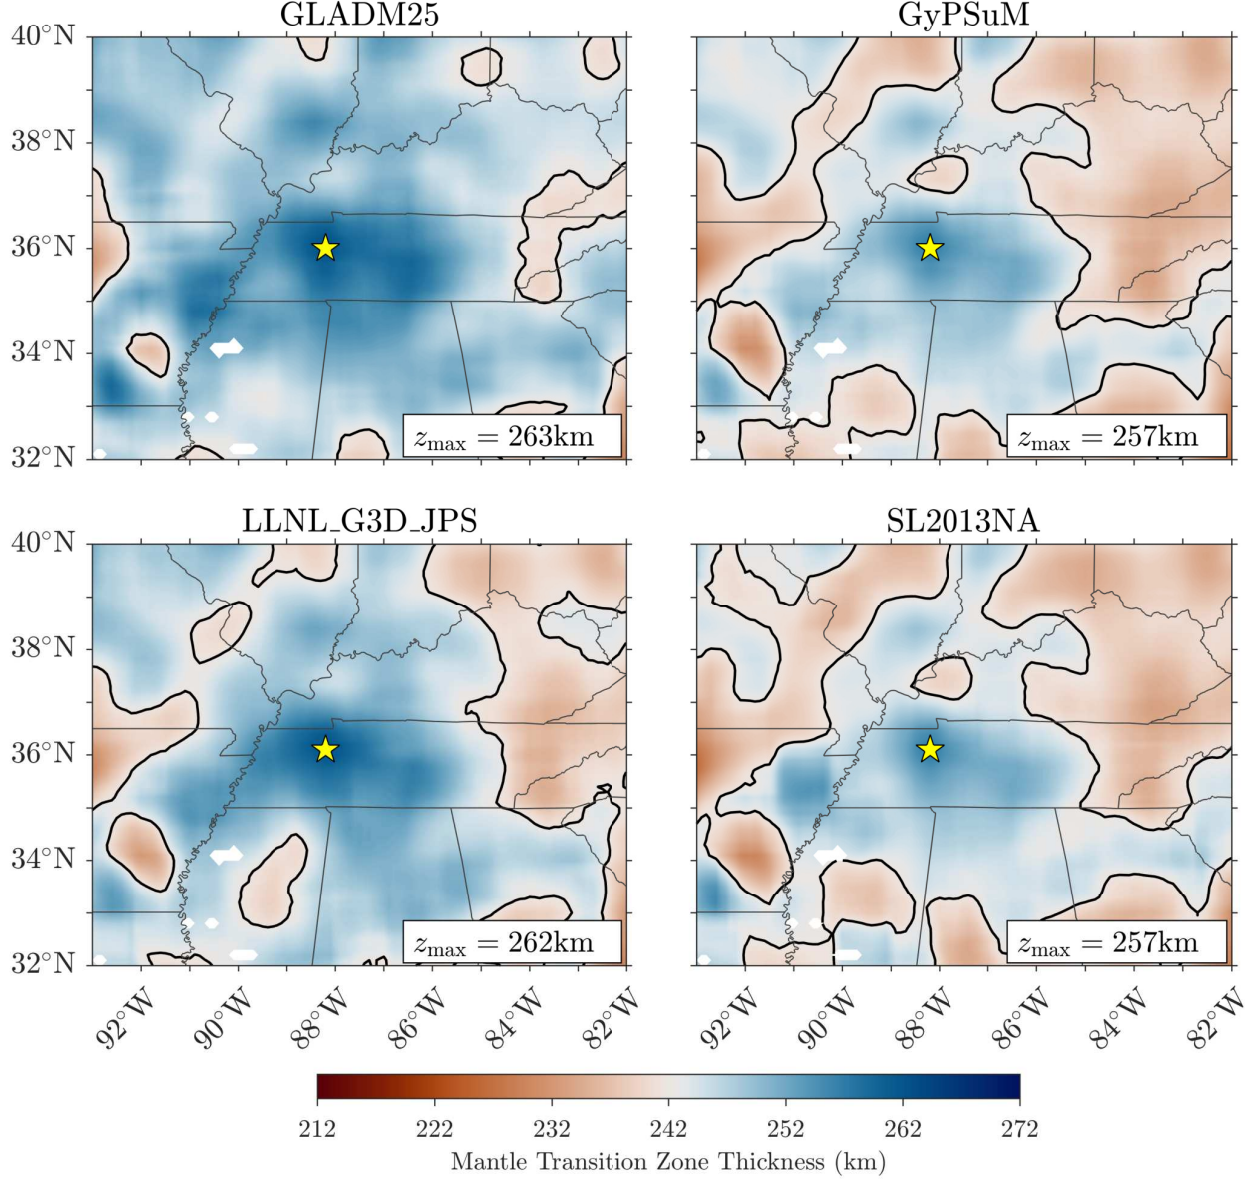 GLADM25
GyPSuM
40°N
38°N
36°N
34°N
32°N
z_max = 263km
z_max = 257km
LLNL_G3D_JPS
SL2013NA
40°N
38°N
36°N
34°N
32°N
z_max = 262km
z_max = 257km
92°W 90°W 88°W 86°W 84°W 82°W 92°W 90°W 88°W 86°W 84°W 82°W
212 222 232 242 252 262 272
Mantle Transition Zone Thickness (km)